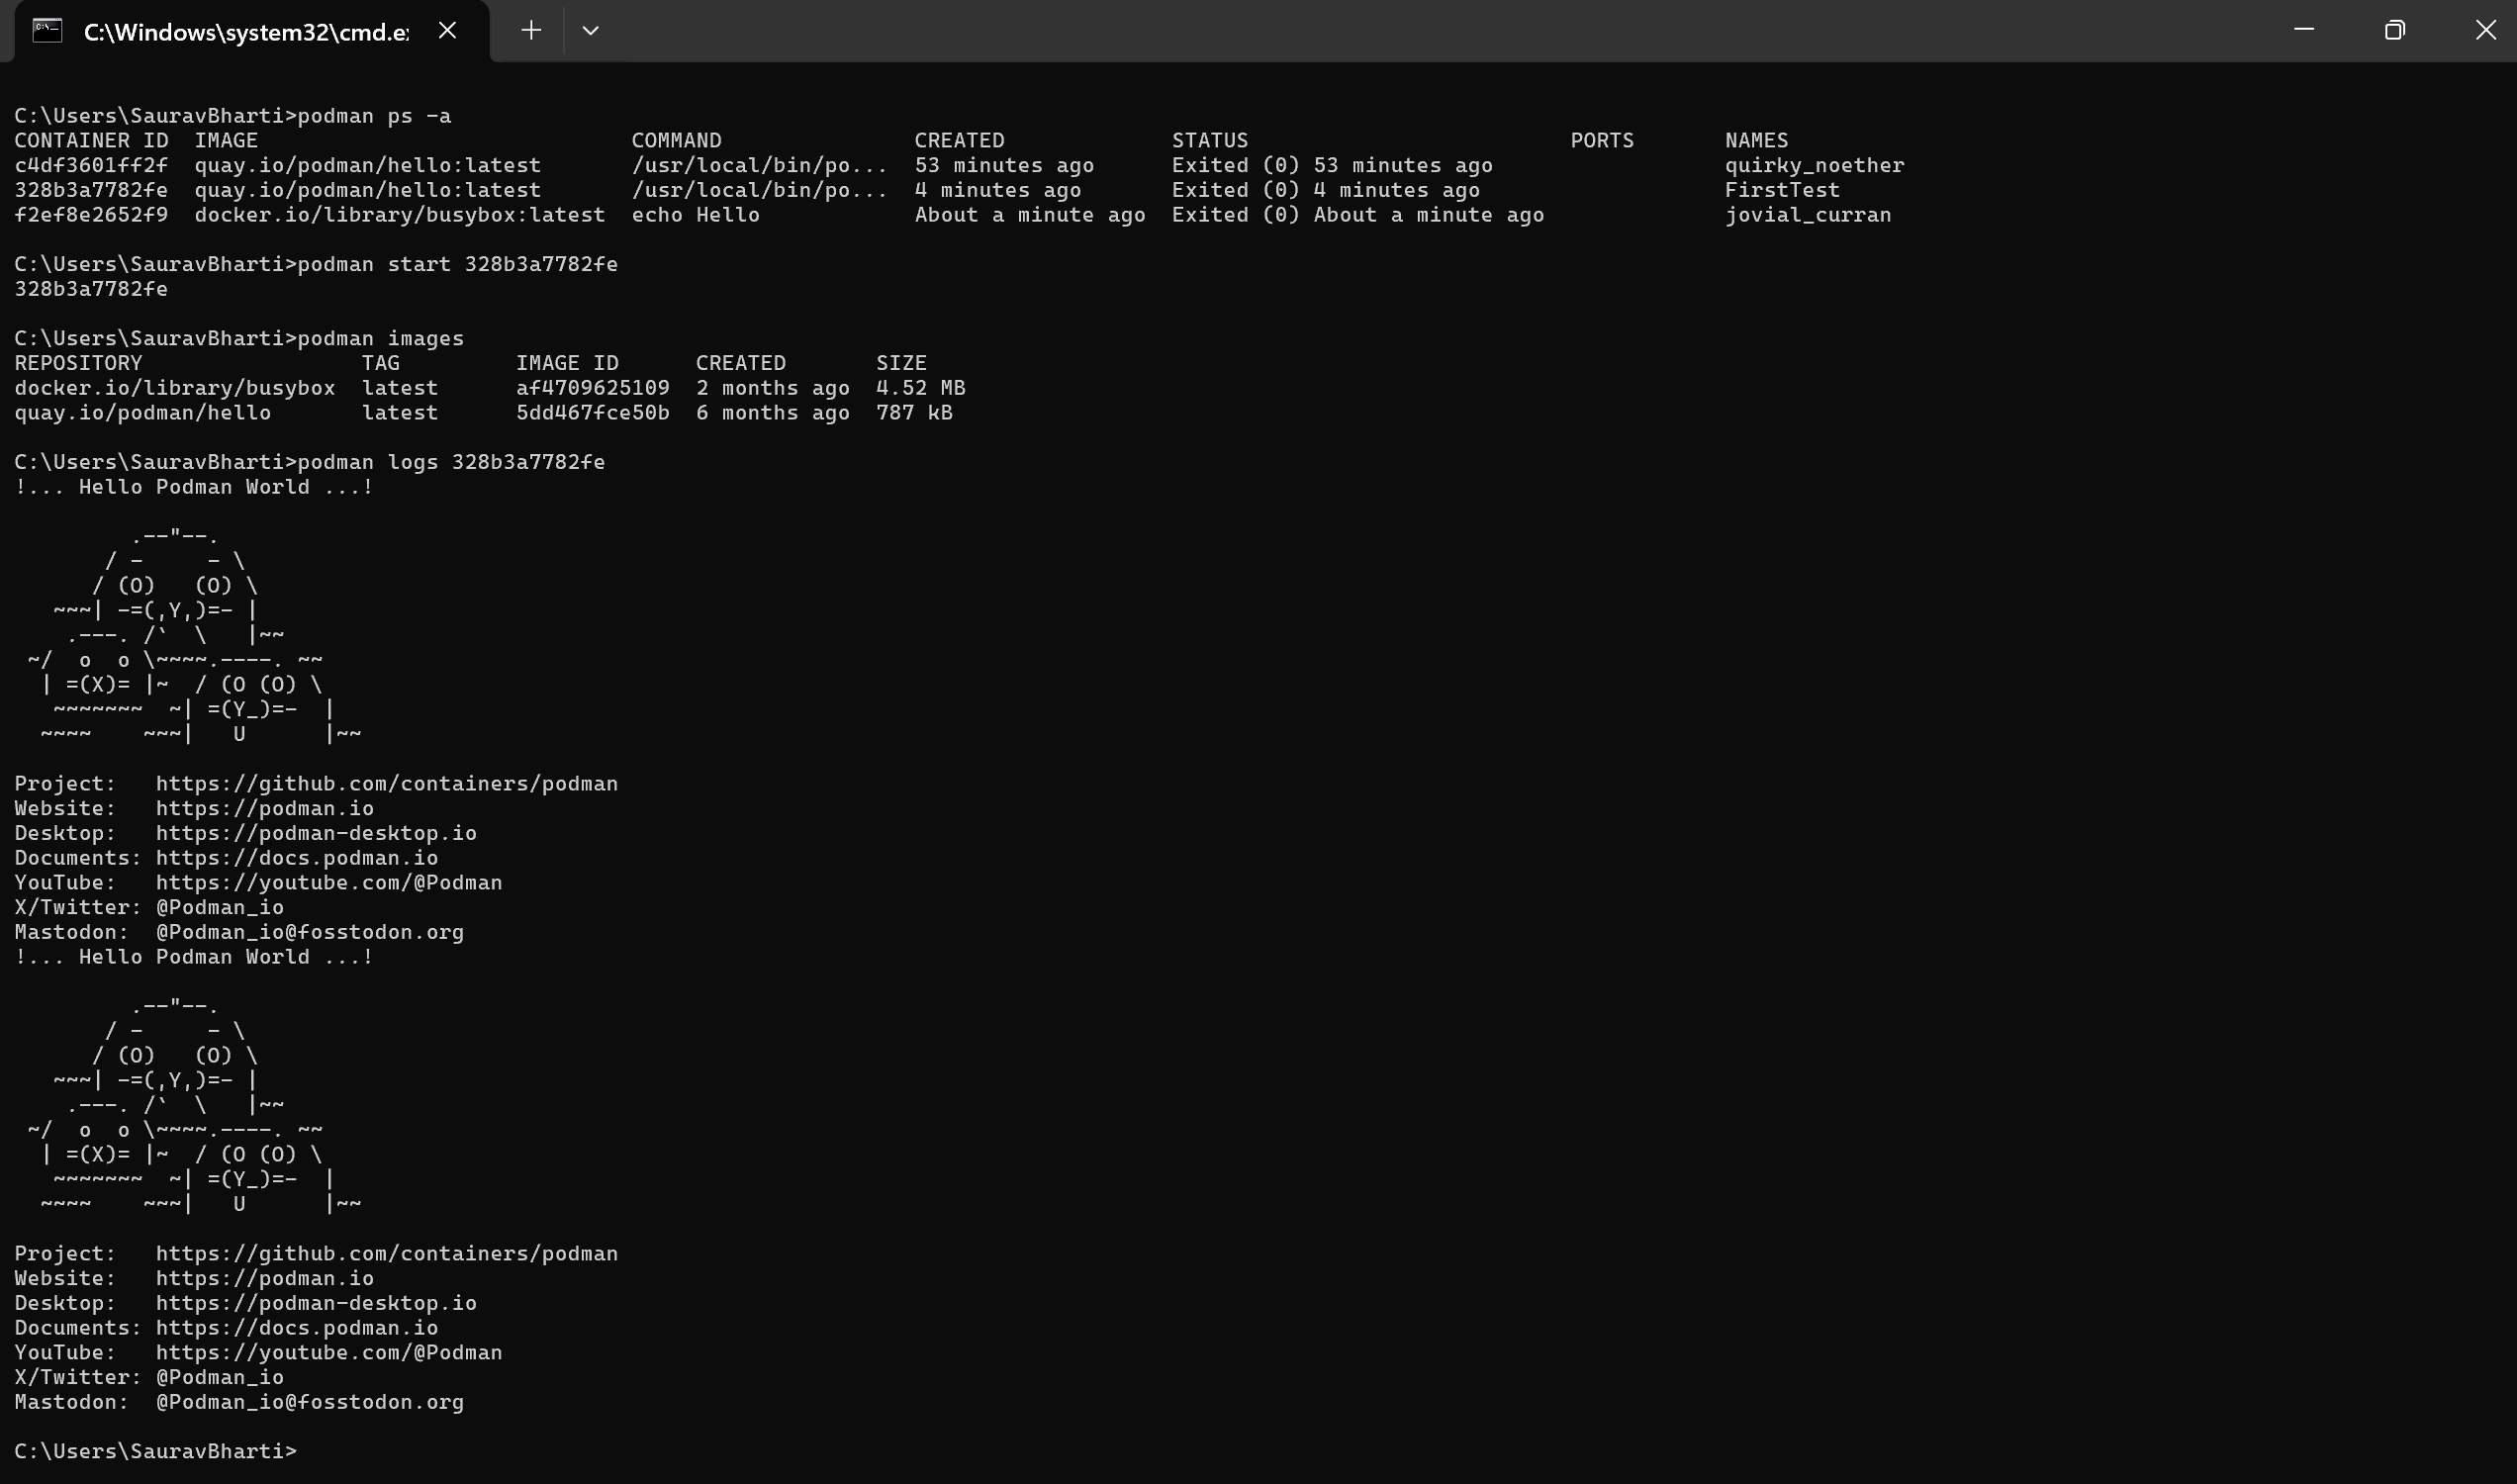 C:\Windows\system32\cmd.e
C:\Users\SauravBharti>podman ps -a
CONTAINER ID  IMAGE                             COMMAND               CREATED             STATUS                         PORTS       NAMES
c4df3601ff2f  quay.io/podman/hello:latest       /usr/local/bin/po...  53 minutes ago      Exited (0) 53 minutes ago                  quirky_noether
328b3a7782fe  quay.io/podman/hello:latest       /usr/local/bin/po...  4 minutes ago       Exited (0) 4 minutes ago                   FirstTest
f2ef8e2652f9  docker.io/library/busybox:latest  echo Hello            About a minute ago  Exited (0) About a minute ago              jovial_curran
C:\Users\SauravBharti>podman start 328b3a7782fe
328b3a7782fe
C:\Users\SauravBharti>podman images
REPOSITORY                 TAG         IMAGE ID      CREATED       SIZE
docker.io/library/busybox  latest      af4709625109  2 months ago  4.52 MB
quay.io/podman/hello       latest      5dd467fce50b  6 months ago  787 kB
C:\Users\SauravBharti>podman logs 328b3a7782fe
!... Hello Podman World ...!
         .--"--.
       / -     - \
      / (O)   (O) \
   ~~~| -=(,Y,)=- |
    .---. /`  \   |~~
 ~/  o  o \~~~~.----. ~~
  | =(X)= |~  / (O (O) \
   ~~~~~~~  ~| =(Y_)=-  |
  ~~~~    ~~~|   U      |~~
Project:   https://github.com/containers/podman
Website:   https://podman.io
Desktop:   https://podman-desktop.io
Documents: https://docs.podman.io
YouTube:   https://youtube.com/@Podman
X/Twitter: @Podman_io
Mastodon:  @Podman_io@fosstodon.org
!... Hello Podman World ...!
         .--"--.
       / -     - \
      / (O)   (O) \
   ~~~| -=(,Y,)=- |
    .---. /`  \   |~~
 ~/  o  o \~~~~.----. ~~
  | =(X)= |~  / (O (O) \
   ~~~~~~~  ~| =(Y_)=-  |
  ~~~~    ~~~|   U      |~~
Project:   https://github.com/containers/podman
Website:   https://podman.io
Desktop:   https://podman-desktop.io
Documents: https://docs.podman.io
YouTube:   https://youtube.com/@Podman
X/Twitter: @Podman_io
Mastodon:  @Podman_io@fosstodon.org
C:\Users\SauravBharti>